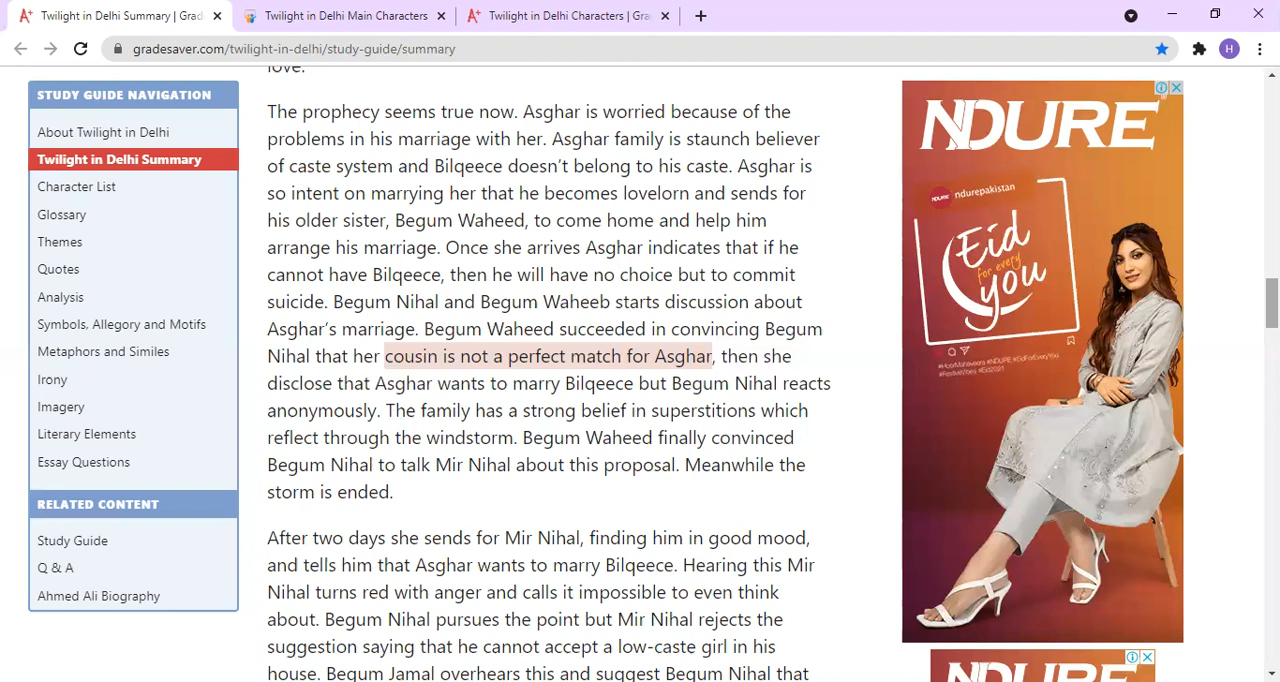 Twilight in Delhi Summary | Grad
Twilight in Delhi Main Characters
Twilight in Delhi Characters | Gra
gradesaver.com/twilight-in-delhi/study-guide/summary
H
STUDY GUIDE NAVIGATION
About Twilight in Delhi
Twilight in Delhi Summary
Character List
Glossary
Themes
Quotes
Analysis
Symbols, Allegory and Motifs
Metaphors and Similes
Irony
Imagery
Literary Elements
Essay Questions
RELATED CONTENT
Study Guide
Q & A
Ahmed Ali Biography
love.
The prophecy seems true now. Asghar is worried because of the
problems in his marriage with her. Asghar family is staunch believer
of caste system and Bilqeece doesn’t belong to his caste. Asghar is
so intent on marrying her that he becomes lovelorn and sends for
his older sister, Begum Waheed, to come home and help him
arrange his marriage. Once she arrives Asghar indicates that if he
cannot have Bilqeece, then he will have no choice but to commit
suicide. Begum Nihal and Begum Waheeb starts discussion about
Asghar’s marriage. Begum Waheed succeeded in convincing Begum
Nihal that her cousin is not a perfect match for Asghar, then she
disclose that Asghar wants to marry Bilqeece but Begum Nihal reacts
anonymously. The family has a strong belief in superstitions which
reflect through the windstorm. Begum Waheed finally convinced
Begum Nihal to talk Mir Nihal about this proposal. Meanwhile the
storm is ended.
After two days she sends for Mir Nihal, finding him in good mood,
and tells him that Asghar wants to marry Bilqeece. Hearing this Mir
Nihal turns red with anger and calls it impossible to even think
about. Begum Nihal pursues the point but Mir Nihal rejects the
suggestion saying that he cannot accept a low-caste girl in his
house. Begum Jamal overhears this and suggest Begum Nihal that
NDURE
NDURE
ndurepakistan
Eid
for every
you
#FestiveVibes #Eid2021
NDURE